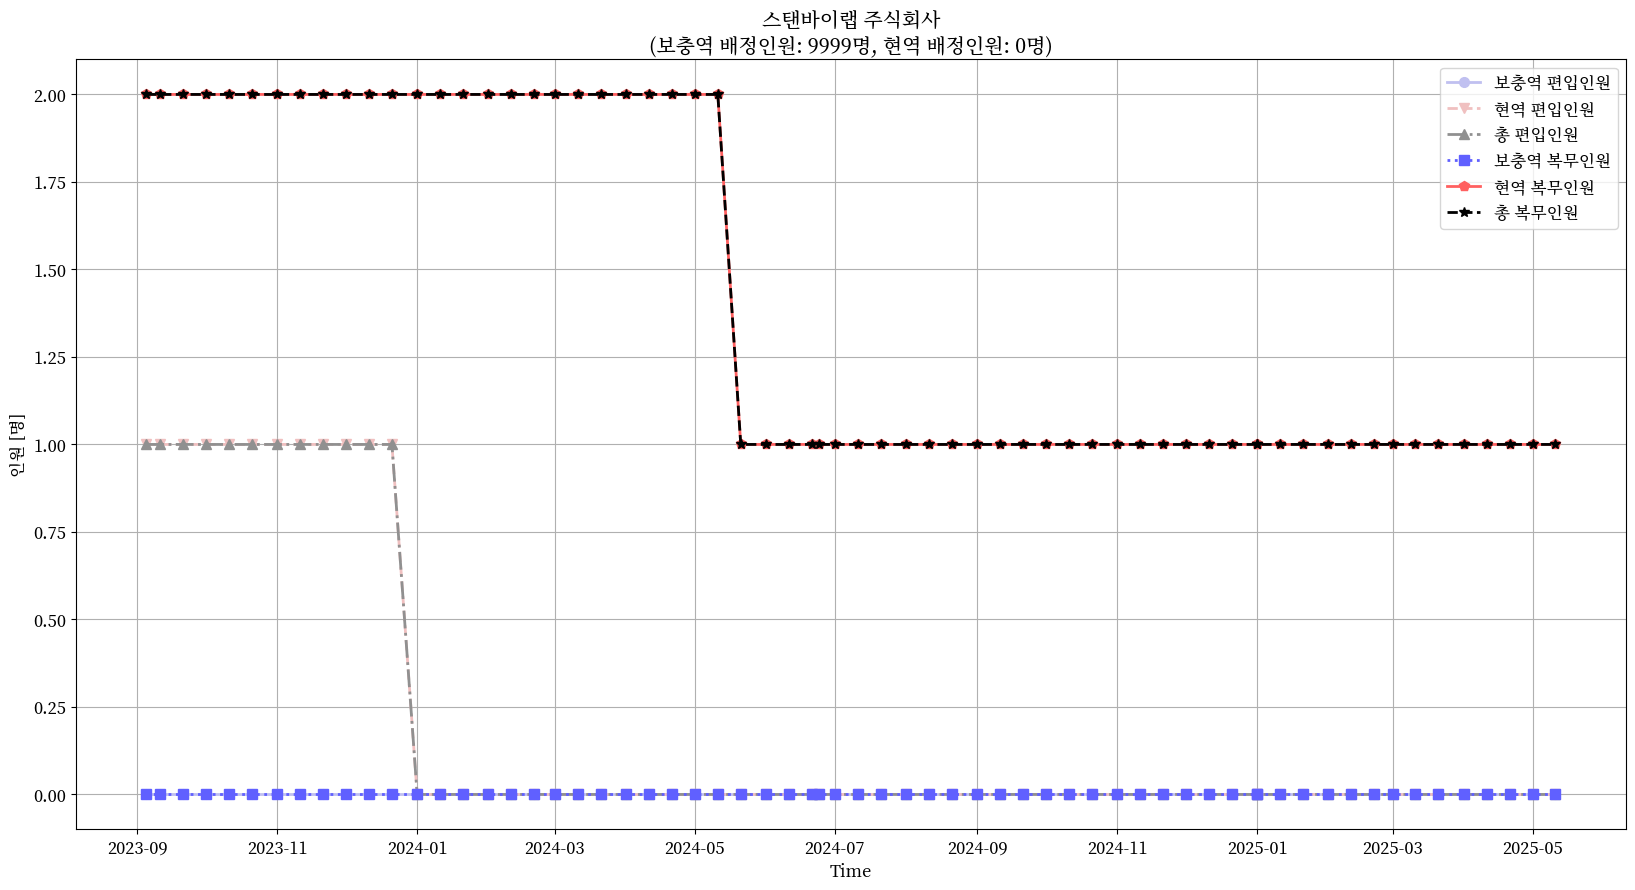 스탠바이랩 주식회사
(보충역 배정인원: 9999명, 현역 배정인원: 0명)
보충역 편입인원
현역 편입인원
총 편입인원
보충역 복무인원
현역 복무인원
총 복무인원
2.00
1.75
1.50
1.25
1.00
0.75
0.50
0.25
0.00
인원 [명]
2023-09 2023-11 2024-01 2024-03 2024-05 2024-07 2024-09 2024-11 2025-01 2025-03 2025-05
Time